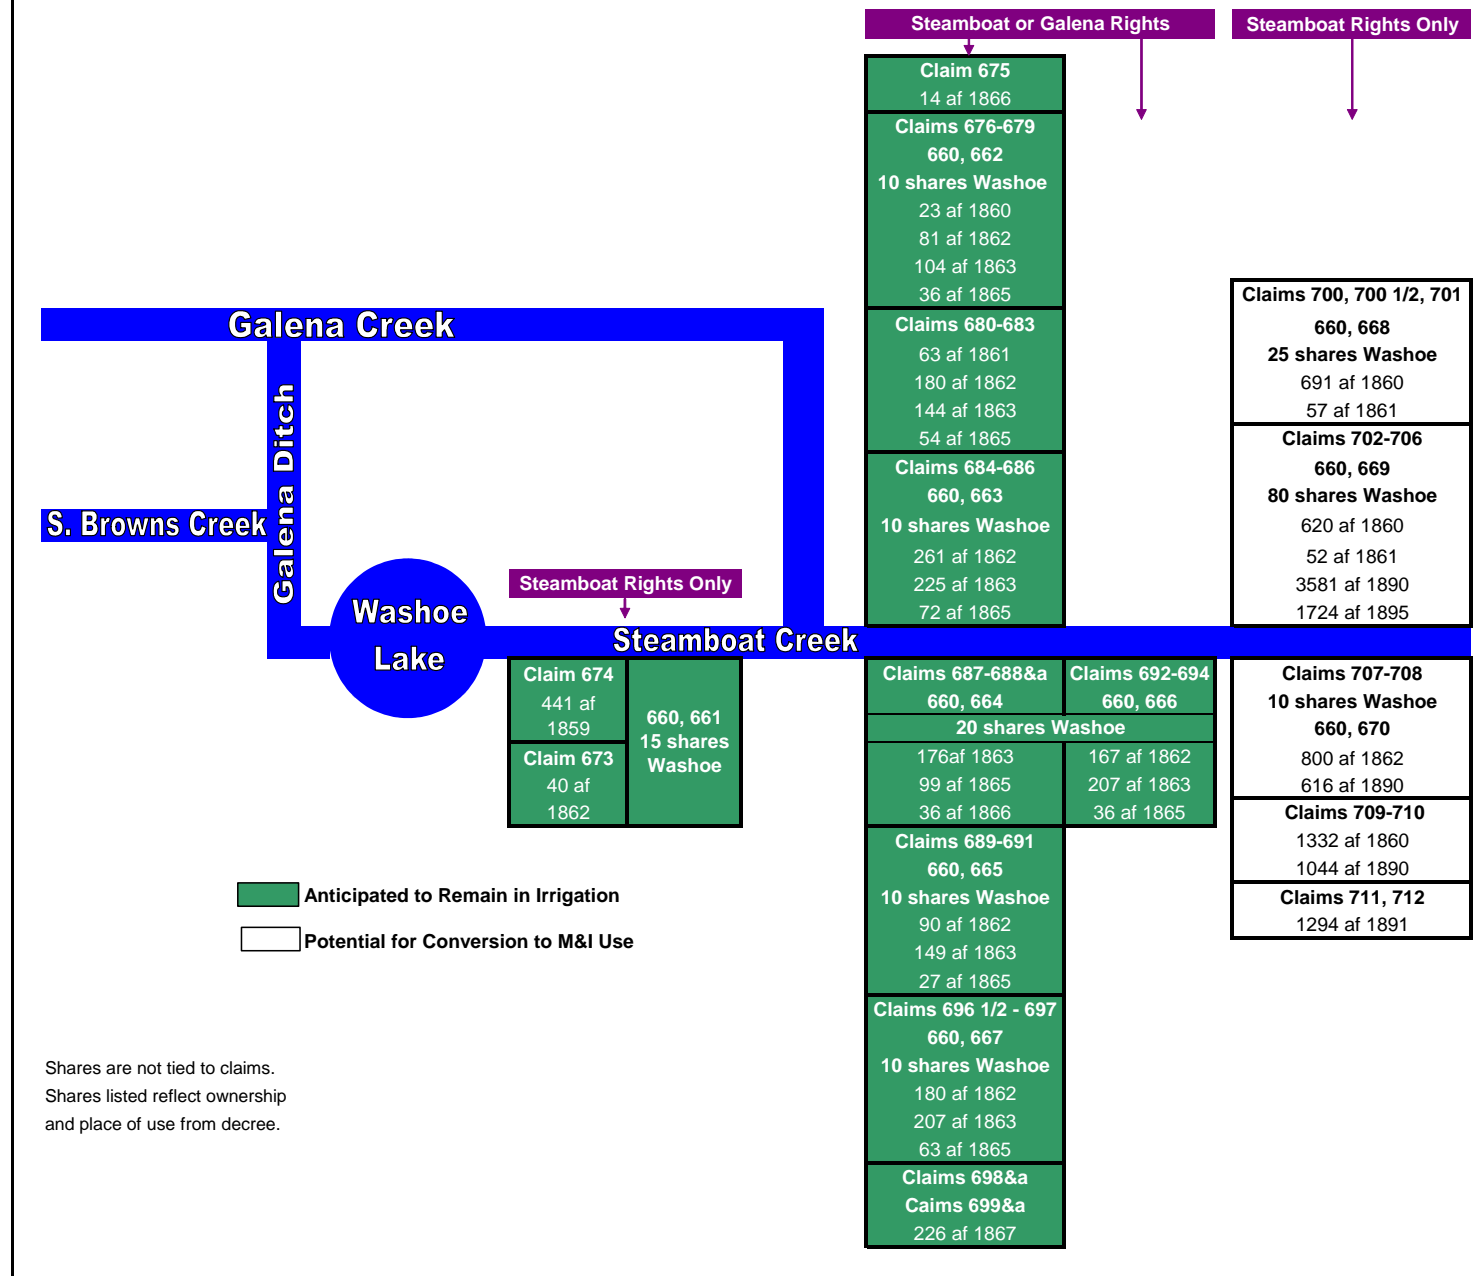 Steamboat or Galena Rights
Steamboat Rights Only
Claim 675
14 af 1866
Claims 676-679
660, 662
10 shares Washoe
23 af 1860
81 af 1862
104 af 1863
36 af 1865
Claims 680-683
63 af 1861
180 af 1862
144 af 1863
54 af 1865
Claims 684-686
660, 663
10 shares Washoe
261 af 1862
225 af 1863
72 af 1865
Claims 700, 700 1/2, 701
660, 668
25 shares Washoe
691 af 1860
57 af 1861
Claims 702-706
660, 669
80 shares Washoe
620 af 1860
52 af 1861
3581 af 1890
1724 af 1895
Galena Creek
Galena Ditch
S. Browns Creek
Washoe
Lake
Steamboat Rights Only
Steamboat Creek
Claim 674
441 af
1859
Claim 673
40 af
1862
660, 661
15 shares
Washoe
Claims 687-688&a
660, 664
Claims 692-694
660, 666
20 shares Washoe
176af 1863
99 af 1865
36 af 1866
167 af 1862
207 af 1863
36 af 1865
Claims 689-691
660, 665
10 shares Washoe
90 af 1862
149 af 1863
27 af 1865
Claims 696 1/2 - 697
660, 667
10 shares Washoe
180 af 1862
207 af 1863
63 af 1865
Claims 698&a
Caims 699&a
226 af 1867
Claims 707-708
10 shares Washoe
660, 670
800 af 1862
616 af 1890
Claims 709-710
1332 af 1860
1044 af 1890
Claims 711, 712
1294 af 1891
Anticipated to Remain in Irrigation
Potential for Conversion to M&I Use
Shares are not tied to claims.
Shares listed reflect ownership
and place of use from decree.